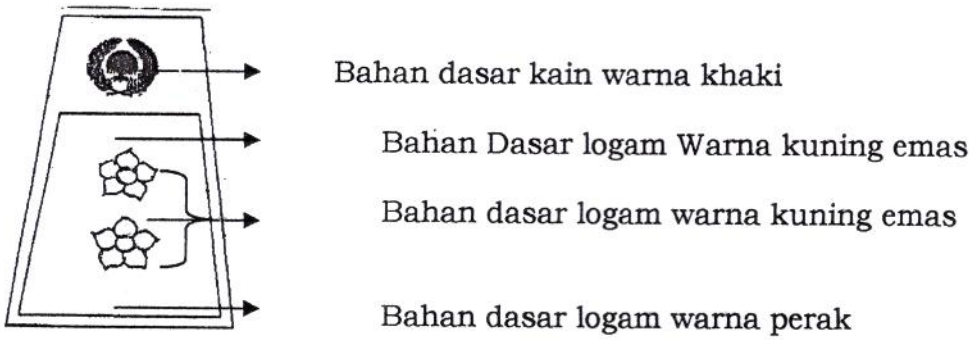 Bahan dasar kain warna khaki
Bahan Dasar logam Warna kuning emas
Bahan dasar logam warna kuning emas
Bahan dasar logam warna perak